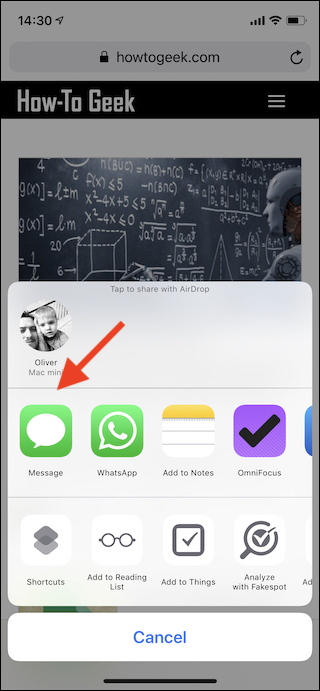 14:30
howtogeek.com
How-To Geek
Tap to share with AirDrop
Oliver
Mac mini
Message
WhatsApp
Add to Notes
OmniFocus
Shortcuts
Add to Reading
List
Add to Things
Analyze
with Fakespot
Cancel